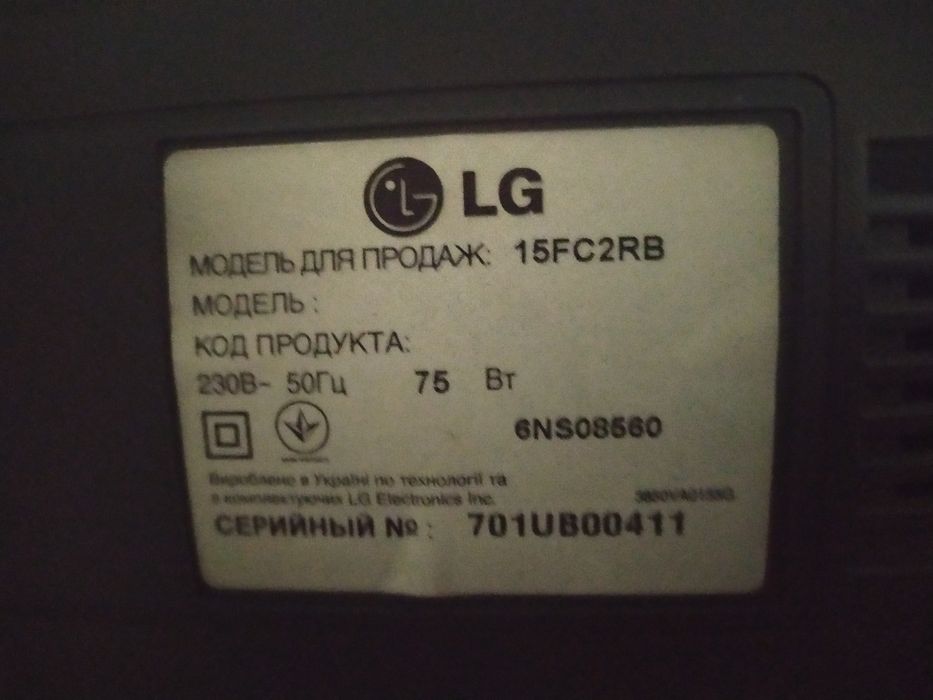 LG
МОДЕЛЬ ДЛЯ ПРОДАЖ: 15FC2RB
МОДЕЛЬ :
КОД ПРОДУКТА:
230В~ 50Гц 75 Вт
6NS08560
Вироблено в Україні по технології та
з комплектуючих LG Electronics Inc.
СЕРИЙНЫЙ № : 701UB00411